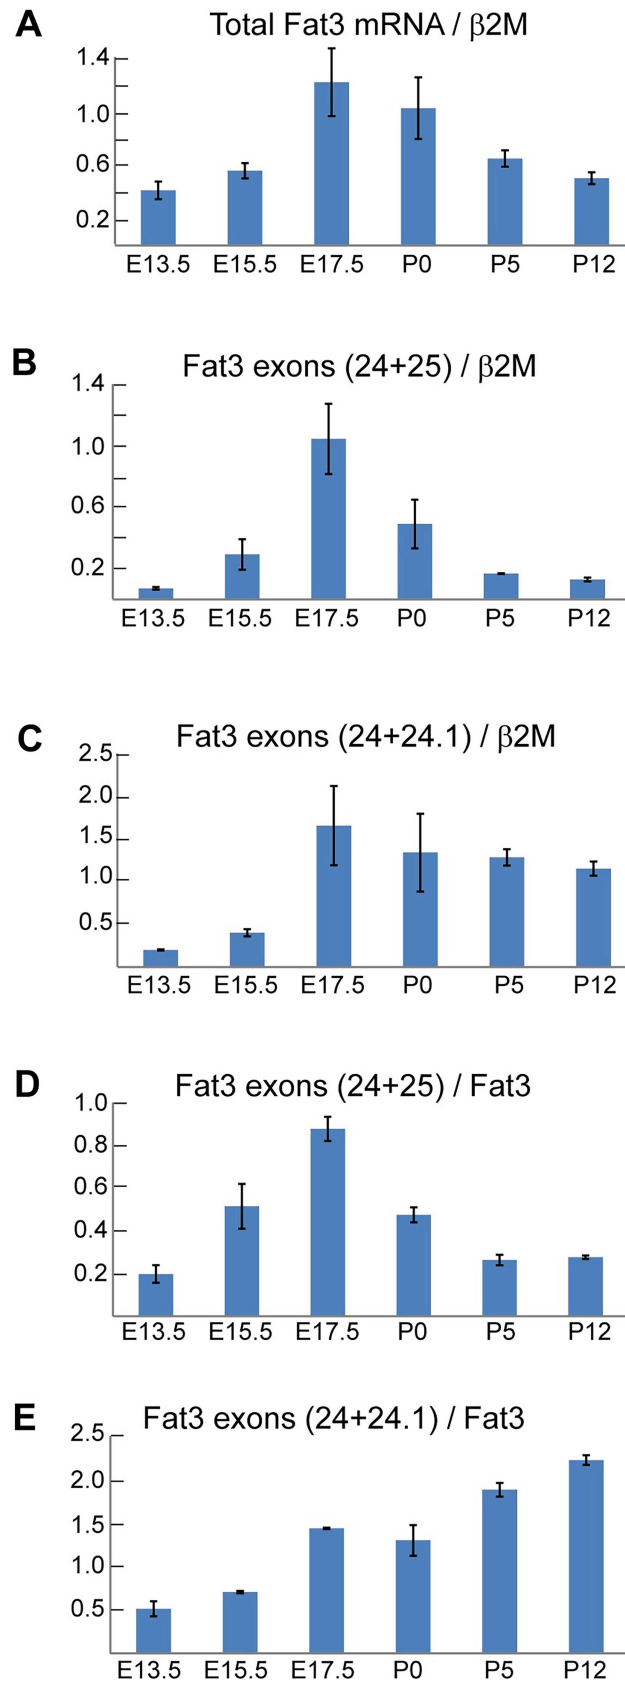 A Total Fat3 mRNA / β2M
1.4
1.0
0.6
0.2
E13.5 E15.5 E17.5 P0 P5 P12
B Fat3 exons (24+25) / β2M
1.4
1.0
0.6
0.2
E13.5 E15.5 E17.5 P0 P5 P12
C Fat3 exons (24+24.1) / β2M
2.5
2.0
1.5
1.0
0.5
E13.5 E15.5 E17.5 P0 P5 P12
D Fat3 exons (24+25) / Fat3
1.0
0.8
0.6
0.4
0.2
E13.5 E15.5 E17.5 P0 P5 P12
E Fat3 exons (24+24.1) / Fat3
2.5
2.0
1.5
1.0
0.5
E13.5 E15.5 E17.5 P0 P5 P12